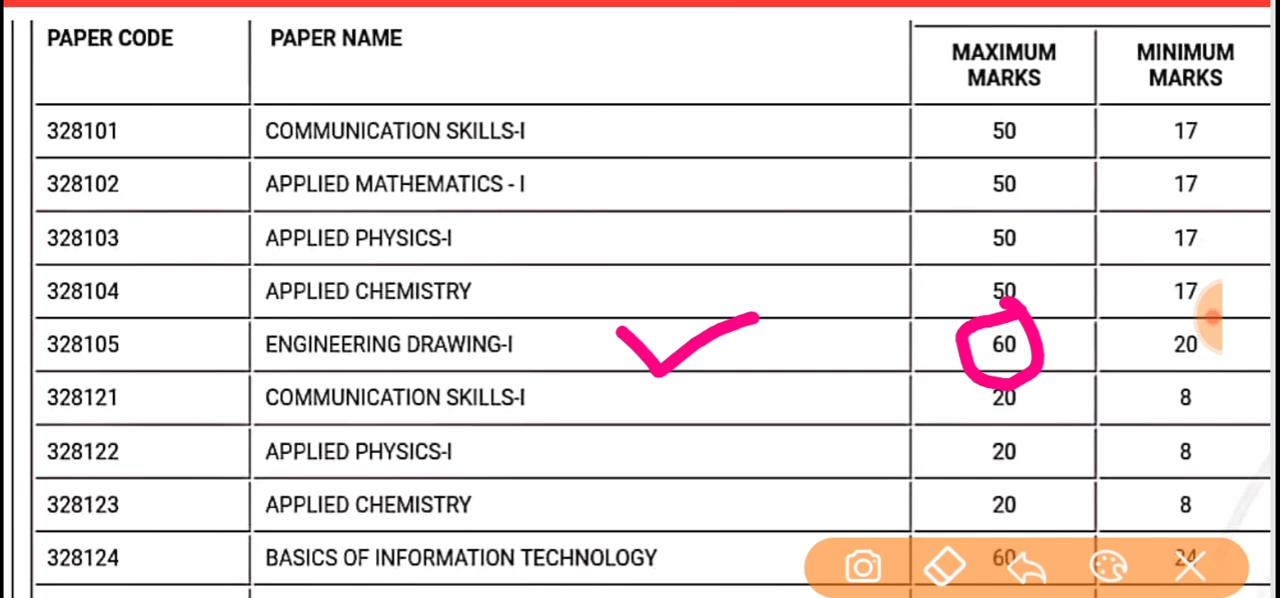 PAPER CODE PAPER NAME MAXIMUM MARKS MINIMUM MARKS
328101 COMMUNICATION SKILLS-I 50 17
328102 APPLIED MATHEMATICS - I 50 17
328103 APPLIED PHYSICS-I 50 17
328104 APPLIED CHEMISTRY 50 17
328105 ENGINEERING DRAWING-I 60 20
328121 COMMUNICATION SKILLS-I 20 8
328122 APPLIED PHYSICS-I 20 8
328123 APPLIED CHEMISTRY 20 8
328124 BASICS OF INFORMATION TECHNOLOGY 60 24